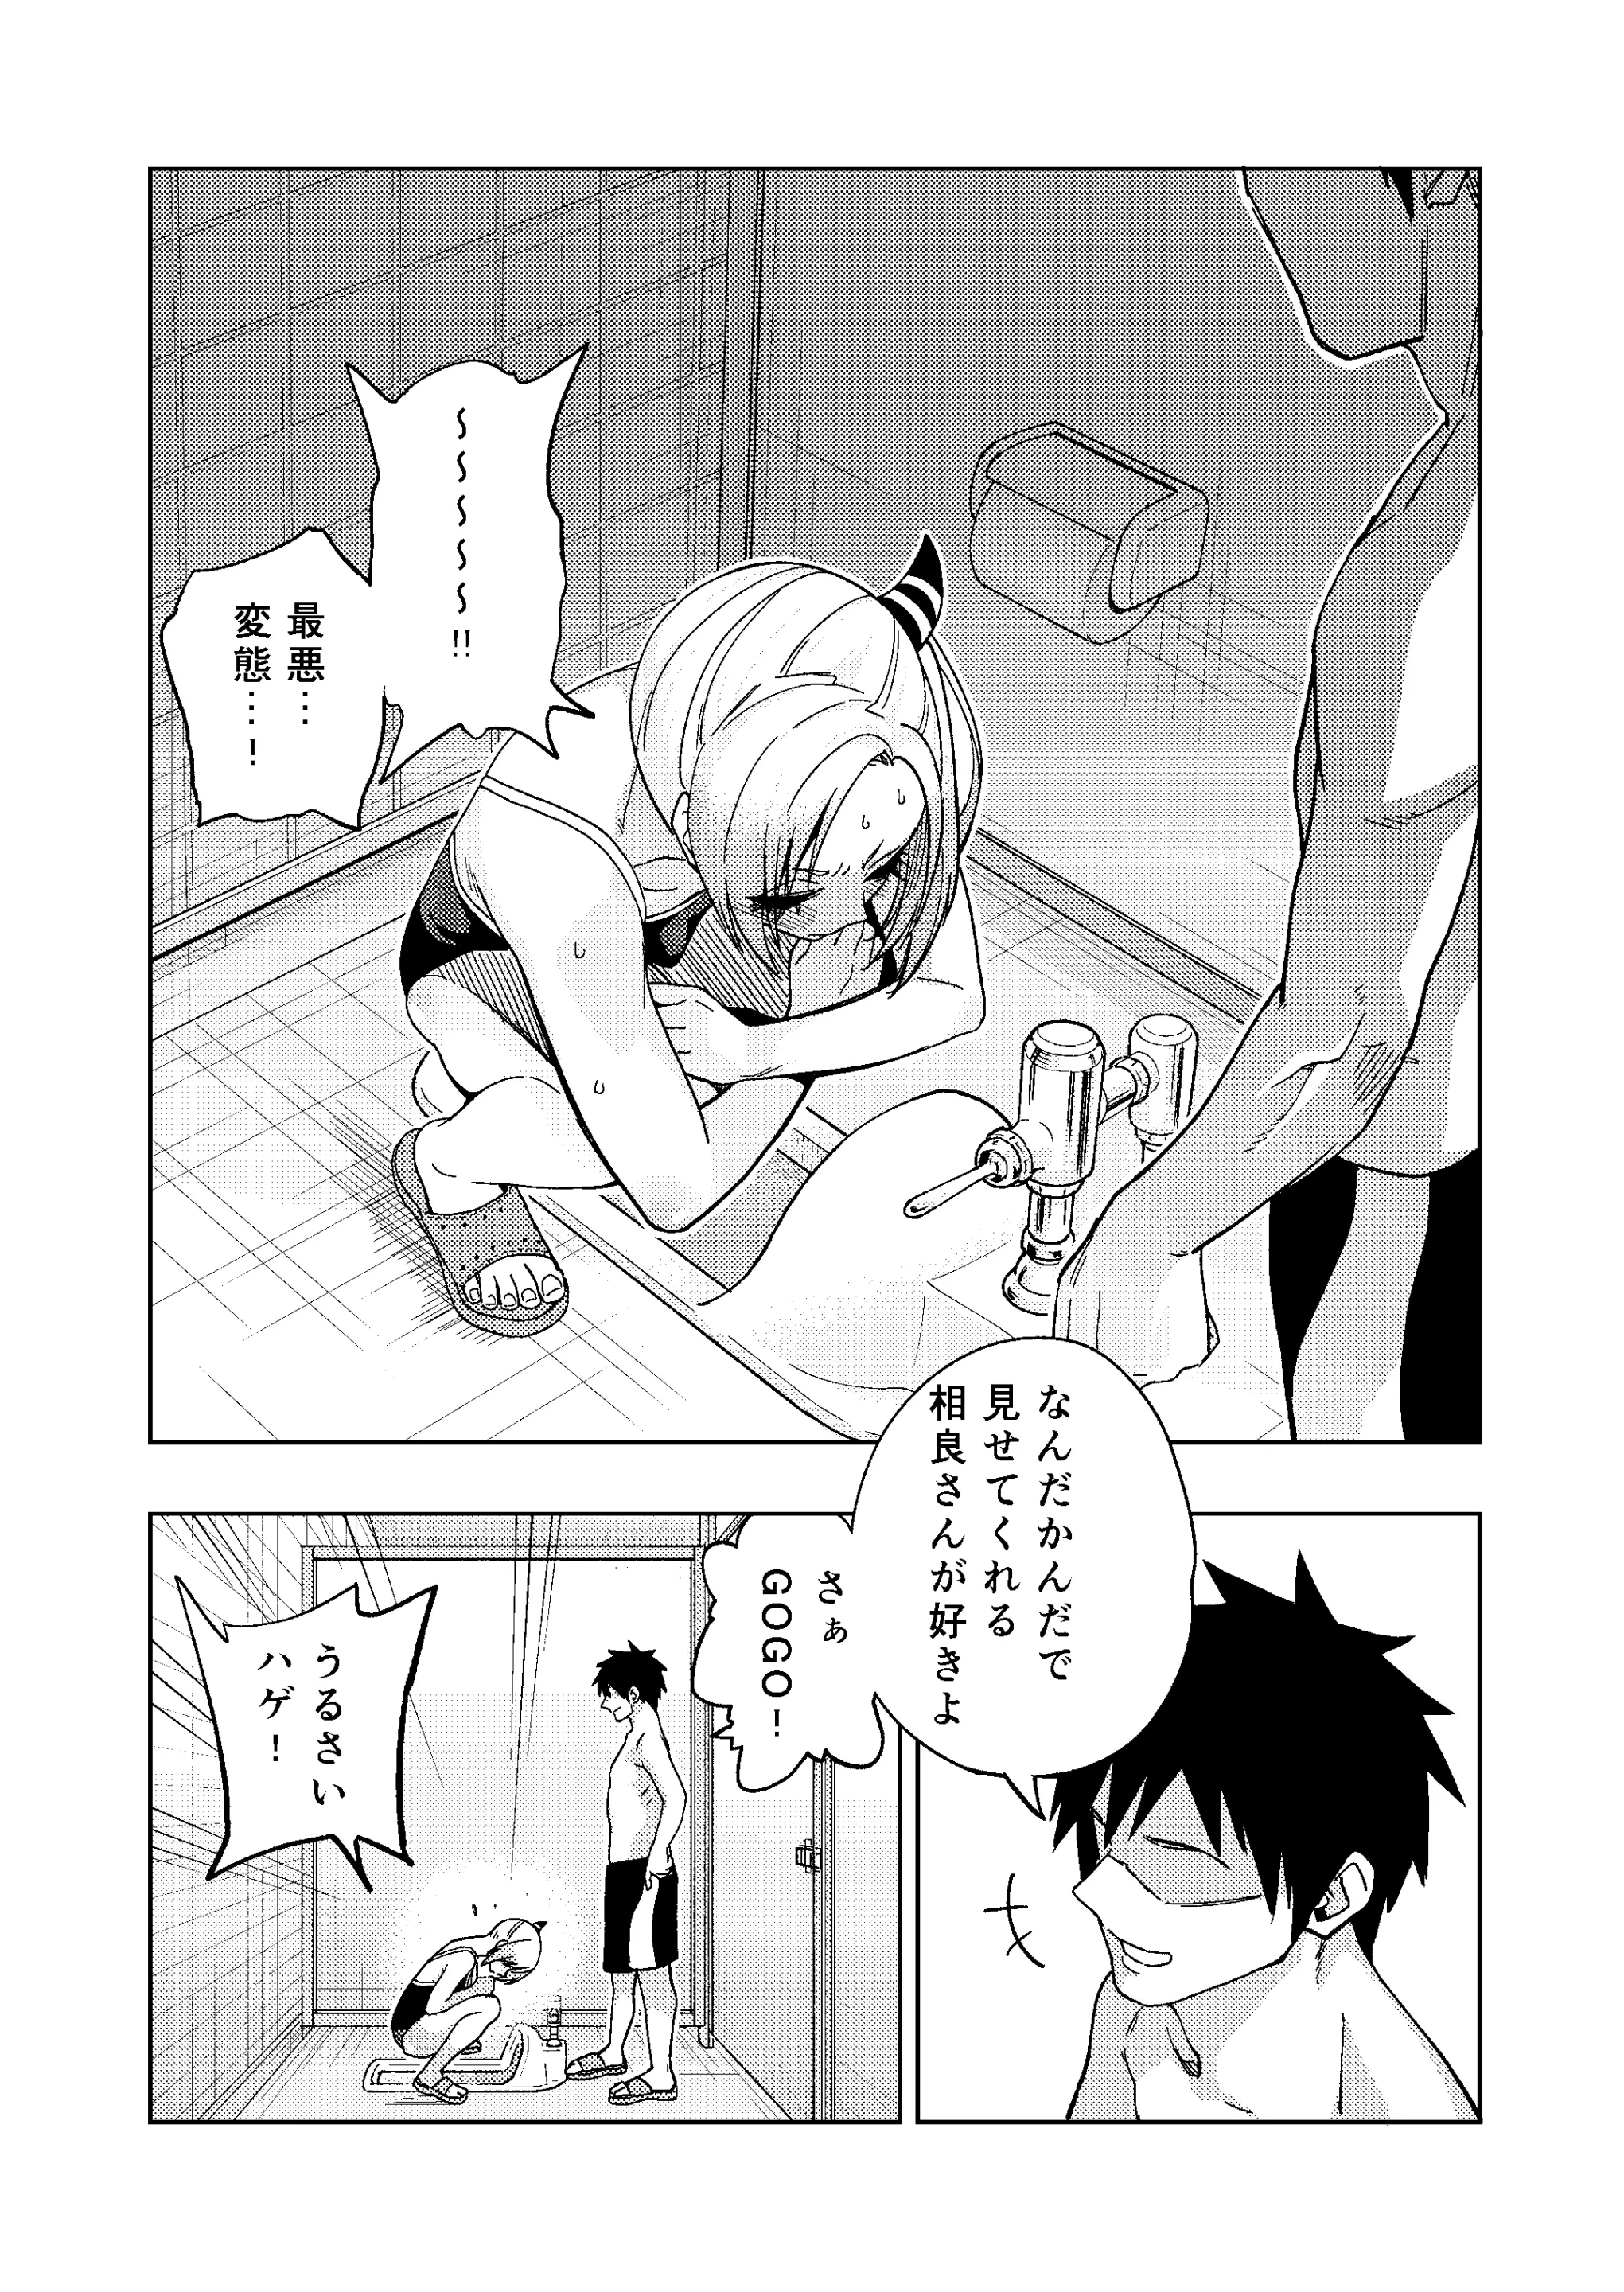 ～～～～～!!
最悪…
変態…！
なんだかんだで
見せてくれる
相良さんが好きよ
さぁ
GOGO！
うるさい
ハゲ！